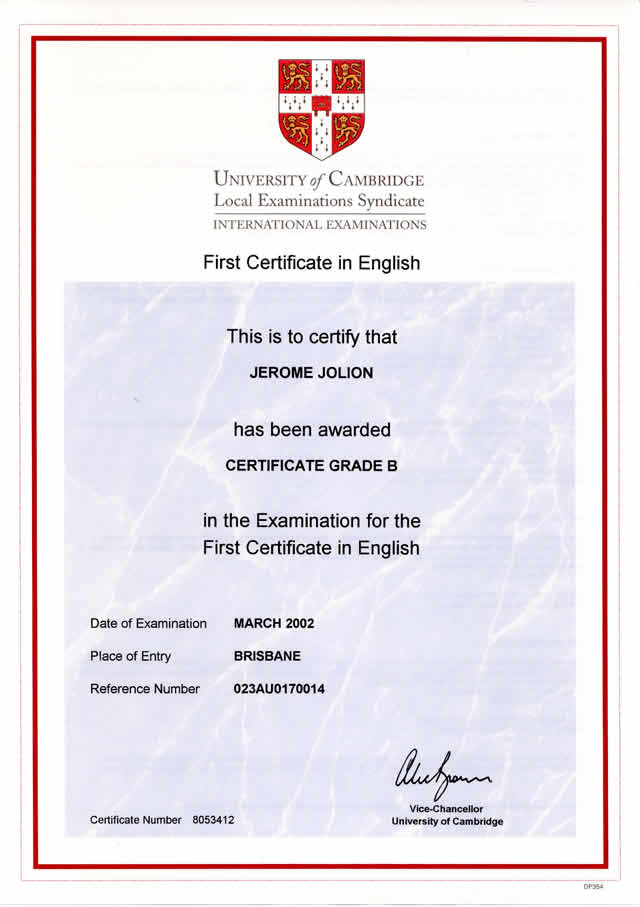 UNIVERSITY of CAMBRIDGE
Local Examinations Syndicate
INTERNATIONAL EXAMINATIONS
First Certificate in English
This is to certify that
JEROME JOLION
has been awarded
CERTIFICATE GRADE B
in the Examination for the
First Certificate in English
Date of Examination MARCH 2002
Place of Entry BRISBANE
Reference Number 023AU0170014
Vice-Chancellor
Certificate Number 8053412 University of Cambridge
DP354